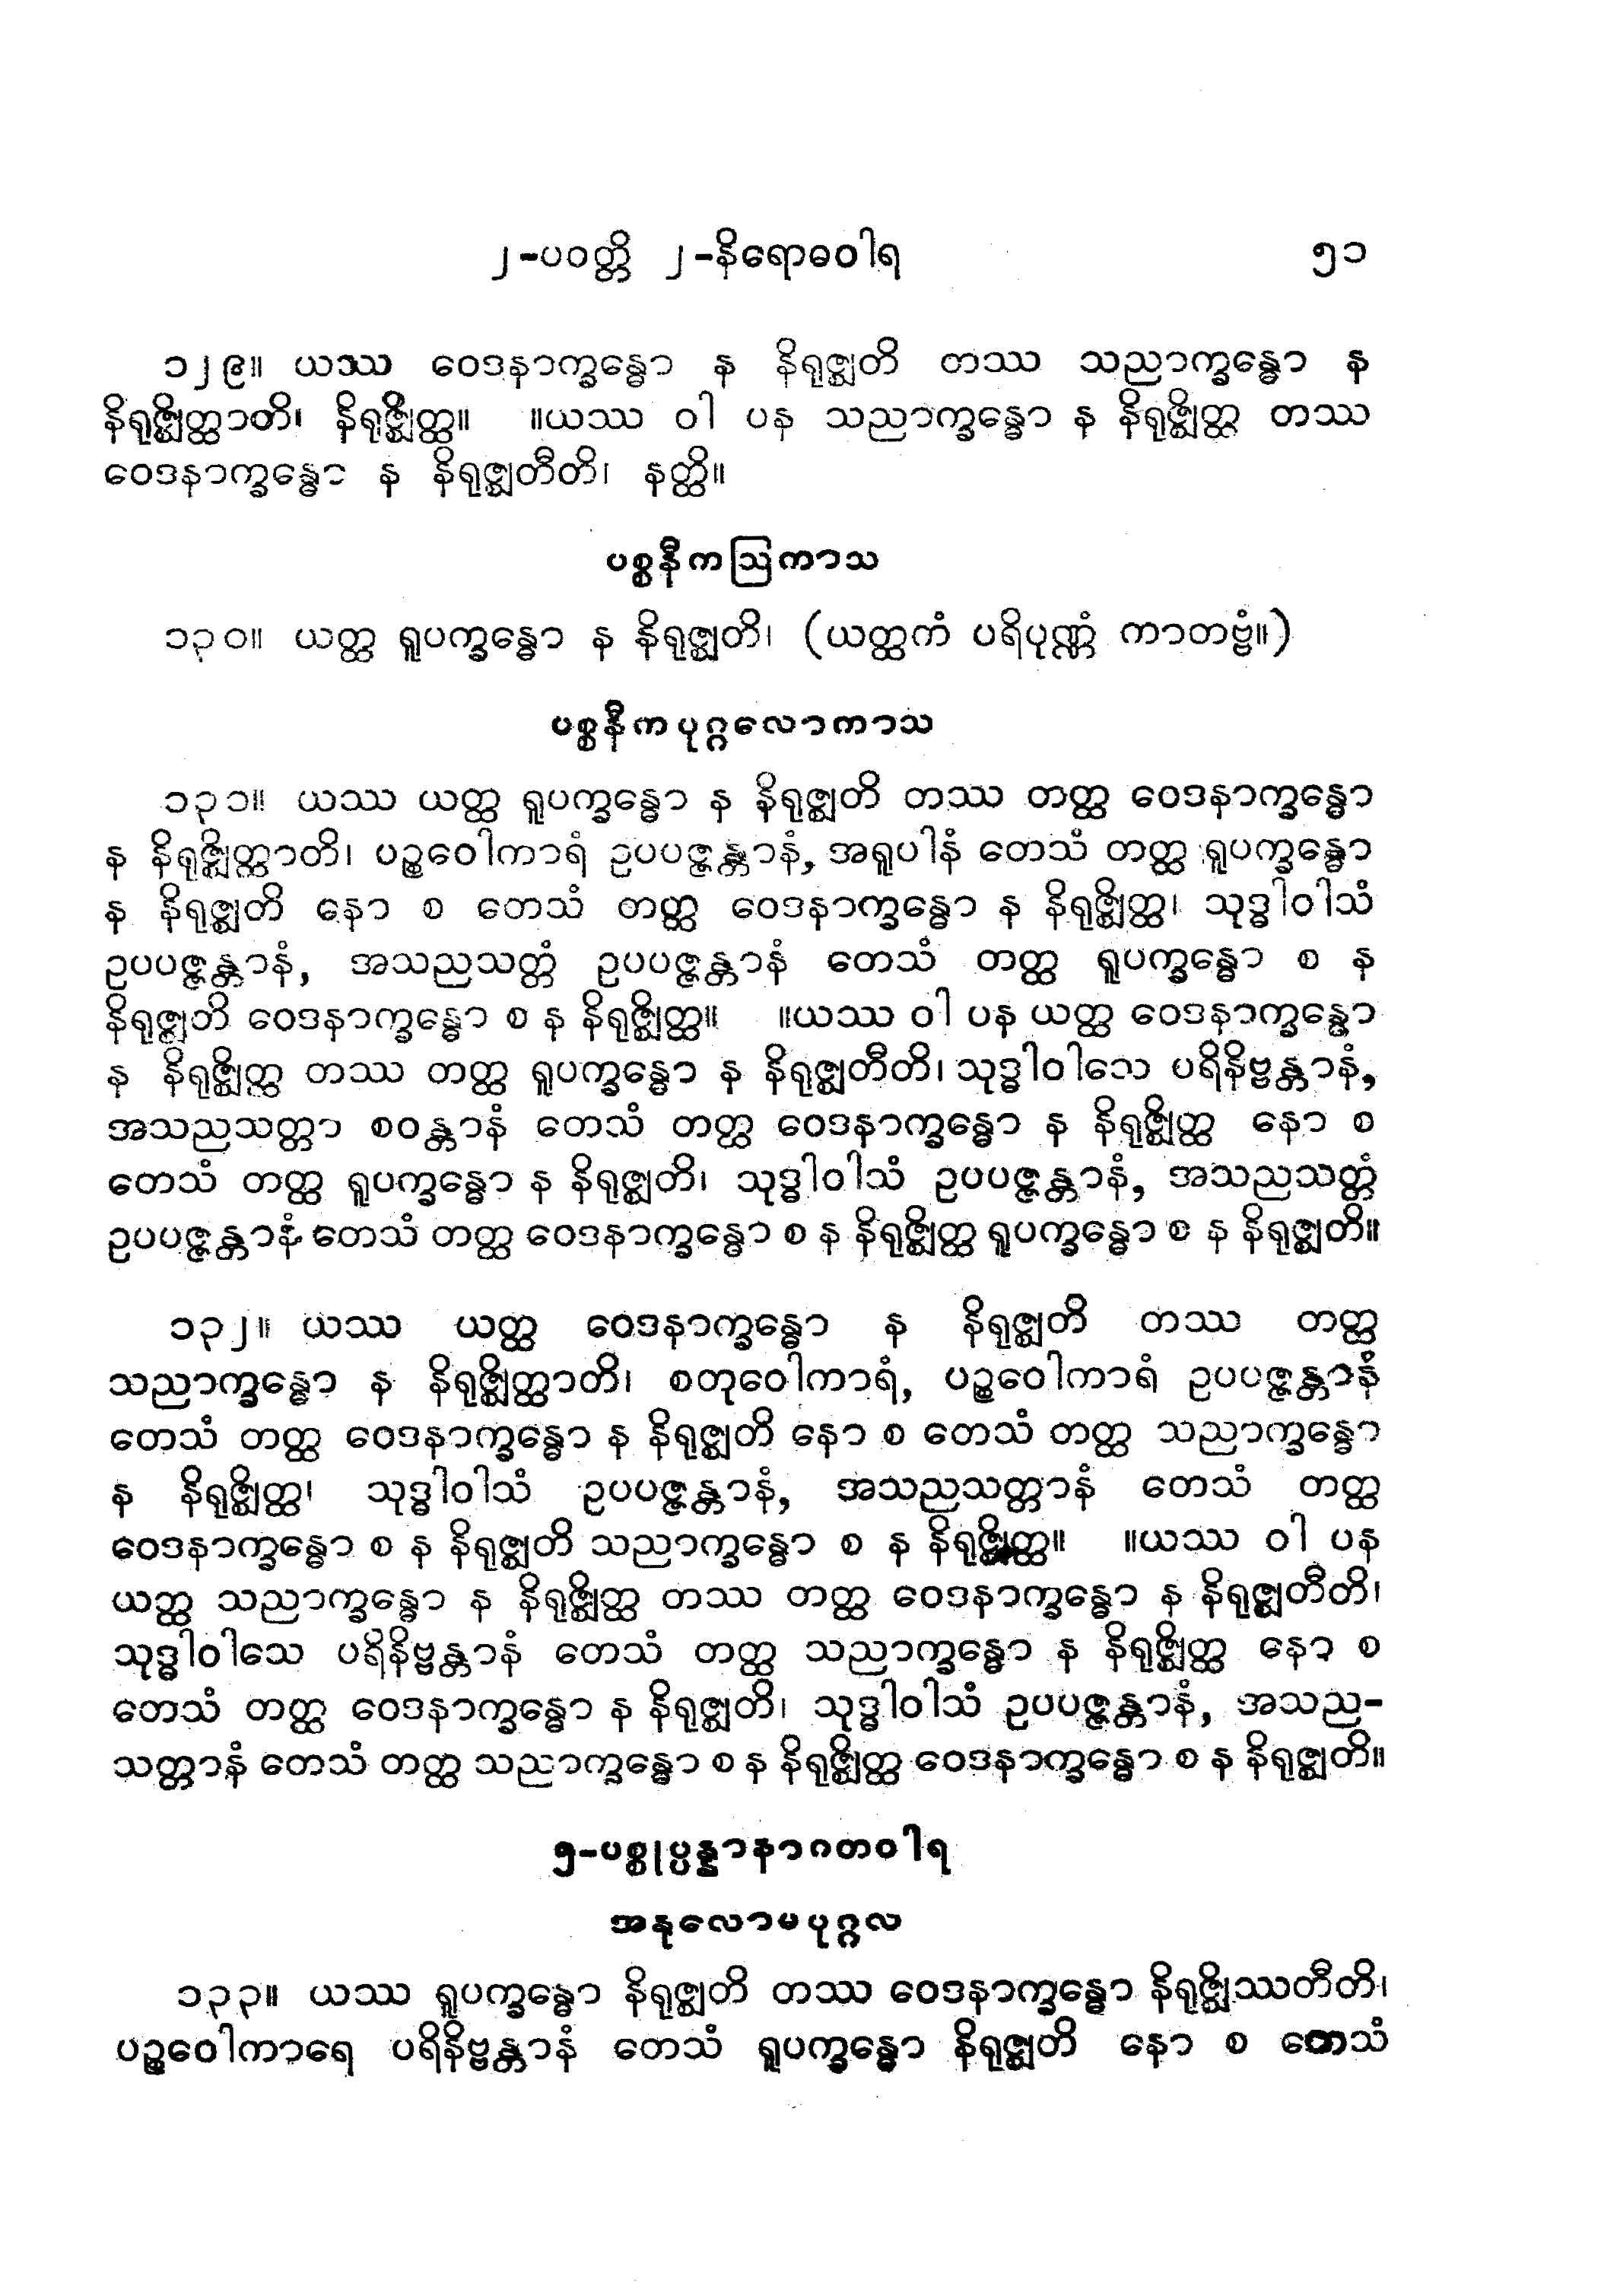 ၂-ပဝတ္တိ ၂-နိရောဓဝါရ ၅၁
၁၂၉။ ယဿ ဝေဒနာက္ခန္ဓော န နိရုဇ္ဈတိ တဿ သညာက္ခန္ဓော န
နိရုဇ္ဈိတ္ထာတိ၊ နိရုဇ္ဈိတ္ထ။ ။ယဿ ဝါ ပန သညာက္ခန္ဓော န နိရုဇ္ဈိတ္ထ တဿ
ဝေဒနာက္ခန္ဓော န နိရုဇ္ဈတီတိ၊ နတ္ထိ။
ပစ္စနီကဩကာသ
၁၃၀။ ယတ္ထ ရူပက္ခန္ဓော န နိရုဇ္ဈတိ၊ (ယတ္ထကံ ပရိပုဏ္ဏံ ကာတဗ္ဗံ။)
ပစ္စနီကပုဂ္ဂလောကာသ
၁၃၁။ ယဿ ယတ္ထ ရူပက္ခန္ဓော န နိရုဇ္ဈတိ တဿ တတ္ထ ဝေဒနာက္ခန္ဓော
န နိရုဇ္ဈိတ္ထာတိ၊ ပဉ္စဝေါကာရံ ဥပပဇ္ဇန္တာနံ, အရူပါနံ တေသံ တတ္ထ ရူပက္ခန္ဓော
န နိရုဇ္ဈတိ နော စ တေသံ တတ္ထ ဝေဒနာက္ခန္ဓော န နိရုဇ္ဈိတ္ထ၊ သုဒ္ဓါဝါသံ
ဥပပဇ္ဇန္တာနံ, အသညသတ္တံ ဥပပဇ္ဇန္တာနံ တေသံ တတ္ထ ရူပက္ခန္ဓော စ န
နိရုဇ္ဈတိ ဝေဒနာက္ခန္ဓော စ န နိရုဇ္ဈိတ္ထ။ ။ယဿ ဝါ ပန ယတ္ထ ဝေဒနာက္ခန္ဓော
န နိရုဇ္ဈိတ္ထ တဿ တတ္ထ ရူပက္ခန္ဓော န နိရုဇ္ဈတီတိ၊ သုဒ္ဓါဝါသေ ပရိနိဗ္ဗန္တာနံ,
အသညသတ္တာ စဝန္တာနံ တေသံ တတ္ထ ဝေဒနာက္ခန္ဓော န နိရုဇ္ဈိတ္ထ နော စ
တေသံ တတ္ထ ရူပက္ခန္ဓော န နိရုဇ္ဈတိ၊ သုဒ္ဓါဝါသံ ဥပပဇ္ဇန္တာနံ, အသညသတ္တံ
ဥပပဇ္ဇန္တာနံ တေသံ တတ္ထ ဝေဒနာက္ခန္ဓော စ န နိရုဇ္ဈိတ္ထ ရူပက္ခန္ဓော စ န နိရုဇ္ဈတိ။
၁၃၂။ ယဿ ယတ္ထ ဝေဒနာက္ခန္ဓော န နိရုဇ္ဈတိ တဿ တတ္ထ
သညာက္ခန္ဓော န နိရုဇ္ဈိတ္ထာတိ၊ စတုဝေါကာရံ, ပဉ္စဝေါကာရံ ဥပပဇ္ဇန္တာနံ
တေသံ တတ္ထ ဝေဒနာက္ခန္ဓော န နိရုဇ္ဈတိ နော စ တေသံ တတ္ထ သညာက္ခန္ဓော
န နိရုဇ္ဈိတ္ထ၊ သုဒ္ဓါဝါသံ ဥပပဇ္ဇန္တာနံ, အသညသတ္တာနံ တေသံ တတ္ထ
ဝေဒနာက္ခန္ဓော စ န နိရုဇ္ဈတိ သညာက္ခန္ဓော စ န နိရုဇ္ဈိတ္ထ။ ။ယဿ ဝါ ပန
ယတ္ထ သညာက္ခန္ဓော န နိရုဇ္ဈိတ္ထ တဿ တတ္ထ ဝေဒနာက္ခန္ဓော န နိရုဇ္ဈတီတိ၊
သုဒ္ဓါဝါသေ ပရိနိဗ္ဗန္တာနံ တေသံ တတ္ထ သညာက္ခန္ဓော န နိရုဇ္ဈိတ္ထ နော စ
တေသံ တတ္ထ ဝေဒနာက္ခန္ဓော န နိရုဇ္ဈတိ၊ သုဒ္ဓါဝါသံ ဥပပဇ္ဇန္တာနံ, အသည-
သတ္တာနံ တေသံ တတ္ထ သညာက္ခန္ဓော စ န နိရုဇ္ဈိတ္ထ ဝေဒနာက္ခန္ဓော စ န နိရုဇ္ဈတိ။
၅-ပစ္စုပ္ပန္နာနာဂတဝါရ
အနုလောမပုဂ္ဂလ
၁၃၃။ ယဿ ရူပက္ခန္ဓော နိရုဇ္ဈတိ တဿ ဝေဒနာက္ခန္ဓော နိရုဇ္ဈိဿတီတိ၊
ပဉ္စဝေါကာရေ ပရိနိဗ္ဗန္တာနံ တေသံ ရူပက္ခန္ဓော နိရုဇ္ဈတိ နော စ တေသံ